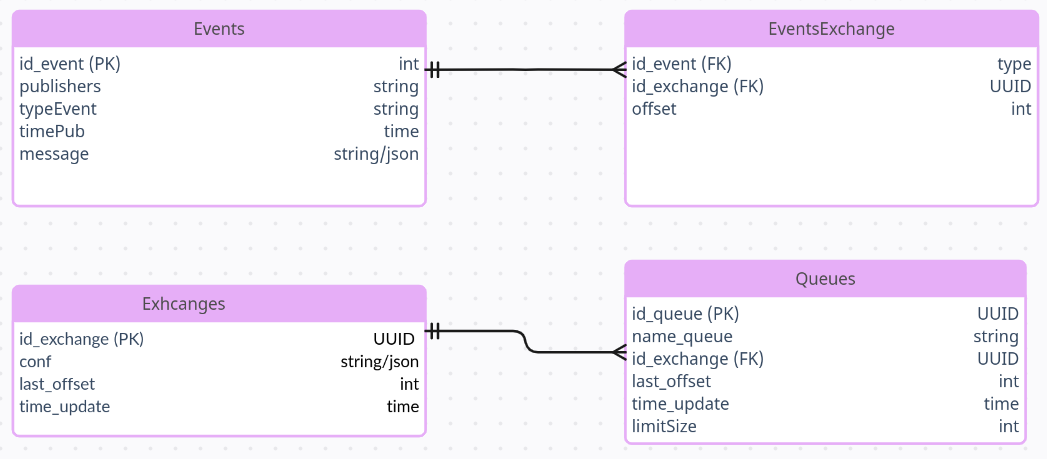 Events
id_event (PK) int
publishers string
typeEvent string
timePub time
message string/json
EventsExchange
id_event (FK) type
id_exchange (FK) UUID
offset int
Exhcanges
id_exchange (PK) UUID
conf string/json
last_offset int
time_update time
Queues
id_queue (PK) UUID
name_queue string
id_exchange (FK) UUID
last_offset int
time_update time
limitSize int